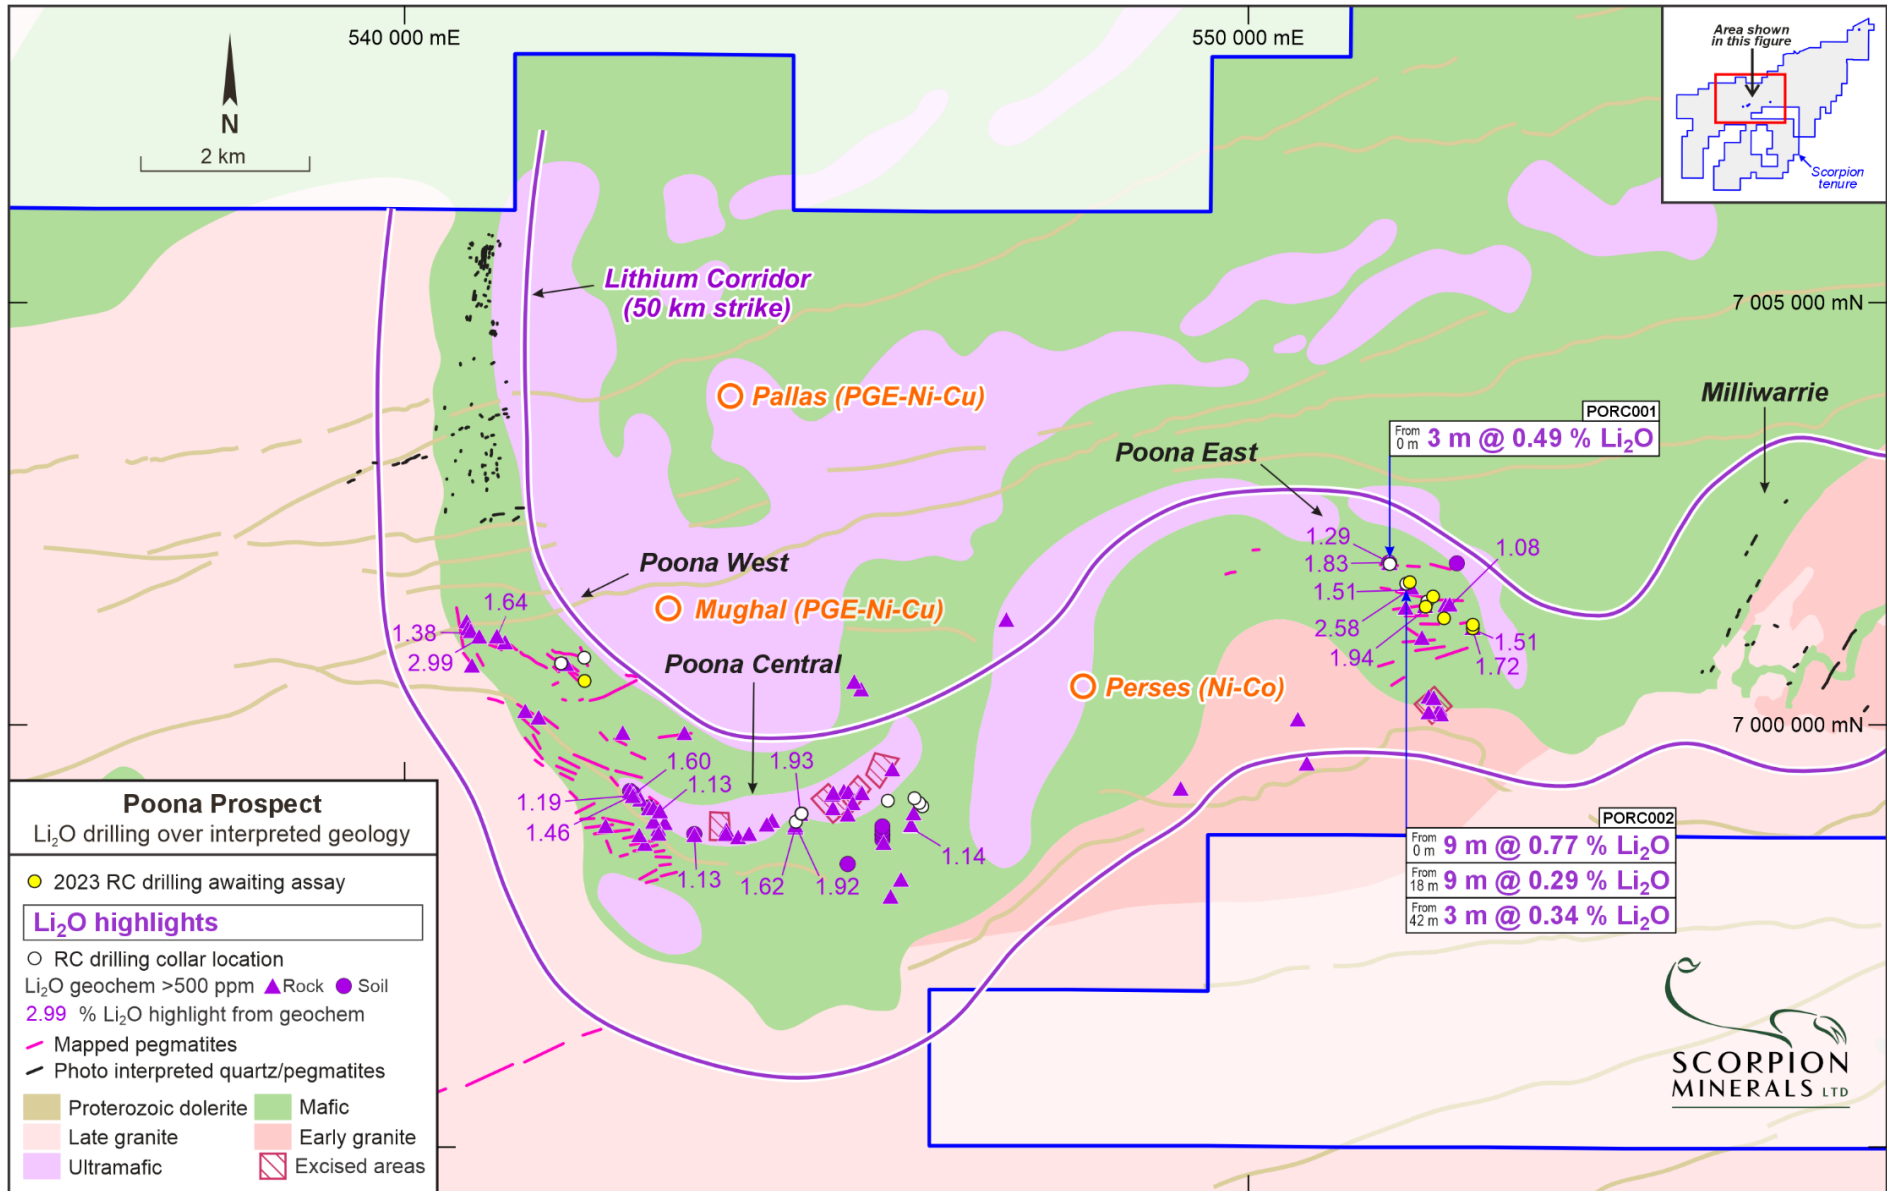 540 000 mE
550 000 mE
Area shown
in this figure
Scorpion
tenure
N
2 km
Lithium Corridor
(50 km strike)
7 005 000 mN
Pallas (PGE-Ni-Cu)
Milliwarrie
PORC001
From
0 m
3 m @ 0.49 % Li₂O
Poona East
1.29
1.83
1.08
1.51
2.58
1.94
1.51
1.72
Poona West
Mughal (PGE-Ni-Cu)
1.64
1.38
2.99
Poona Central
Perses (Ni-Co)
7 000 000 mN
1.60
1.93
1.13
1.19
1.46
1.13
1.62
1.92
1.14
PORC002
From
0 m
9 m @ 0.77 % Li₂O
From
18 m
9 m @ 0.29 % Li₂O
From
42 m
3 m @ 0.34 % Li₂O
Poona Prospect
Li₂O drilling over interpreted geology
2023 RC drilling awaiting assay
Li₂O highlights
RC drilling collar location
Li₂O geochem >500 ppm Rock Soil
2.99 % Li₂O highlight from geochem
Mapped pegmatites
Photo interpreted quartz/pegmatites
Proterozoic dolerite Mafic
Late granite Early granite
Ultramafic Excised areas
SCORPION
MINERALS LTD